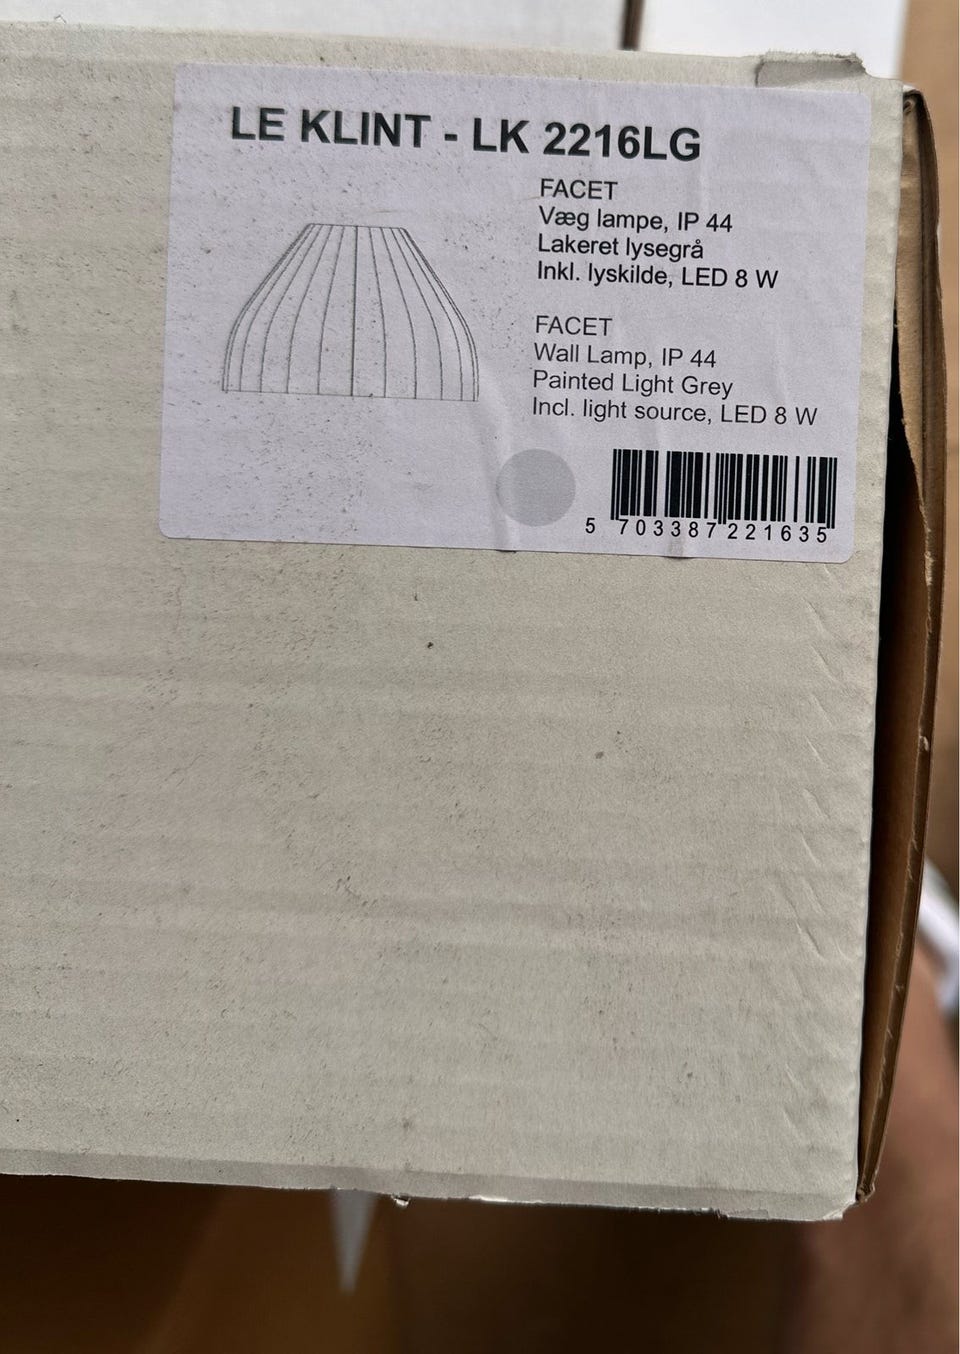 LE KLINT - LK 2216LG
FACET
Væg lampe, IP 44
Lakeret lysegrå
Inkl. lyskilde, LED 8 W
FACET
Wall Lamp, IP 44
Painted Light Grey
Incl. light source, LED 8 W
5 703387 221635